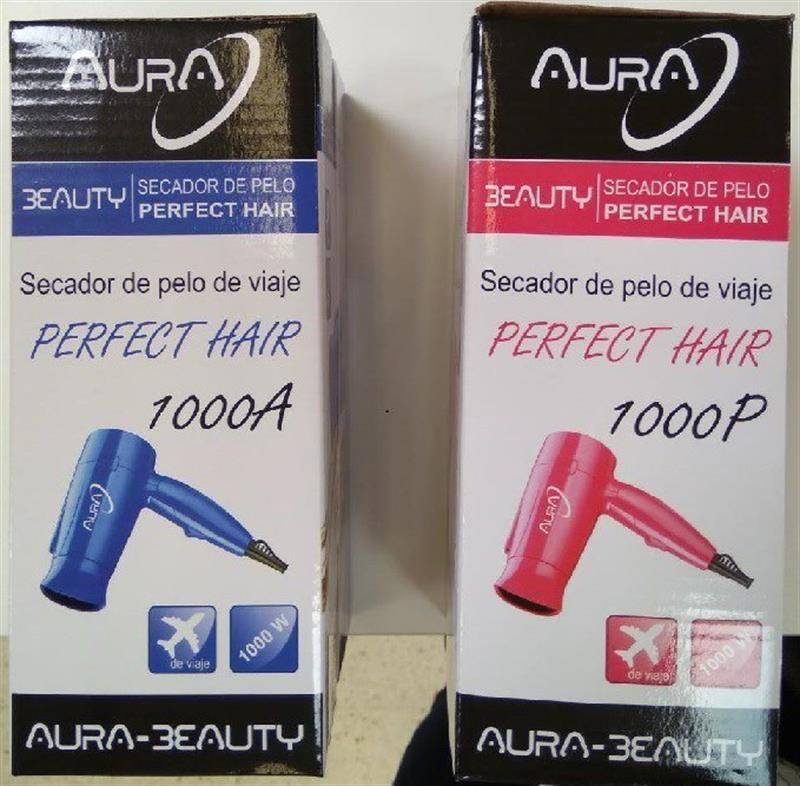 AURA
BEAUTY
SECADOR DE PELO
PERFECT HAIR
Secador de pelo de viaje
PERFECT HAIR
1000A
AURA
de viaje
1000 W
AURA-BEAUTY
AURA
BEAUTY
SECADOR DE PELO
PERFECT HAIR
Secador de pelo de viaje
PERFECT HAIR
1000P
AURA
de viaje
1000 W
AURA-BEAUTY